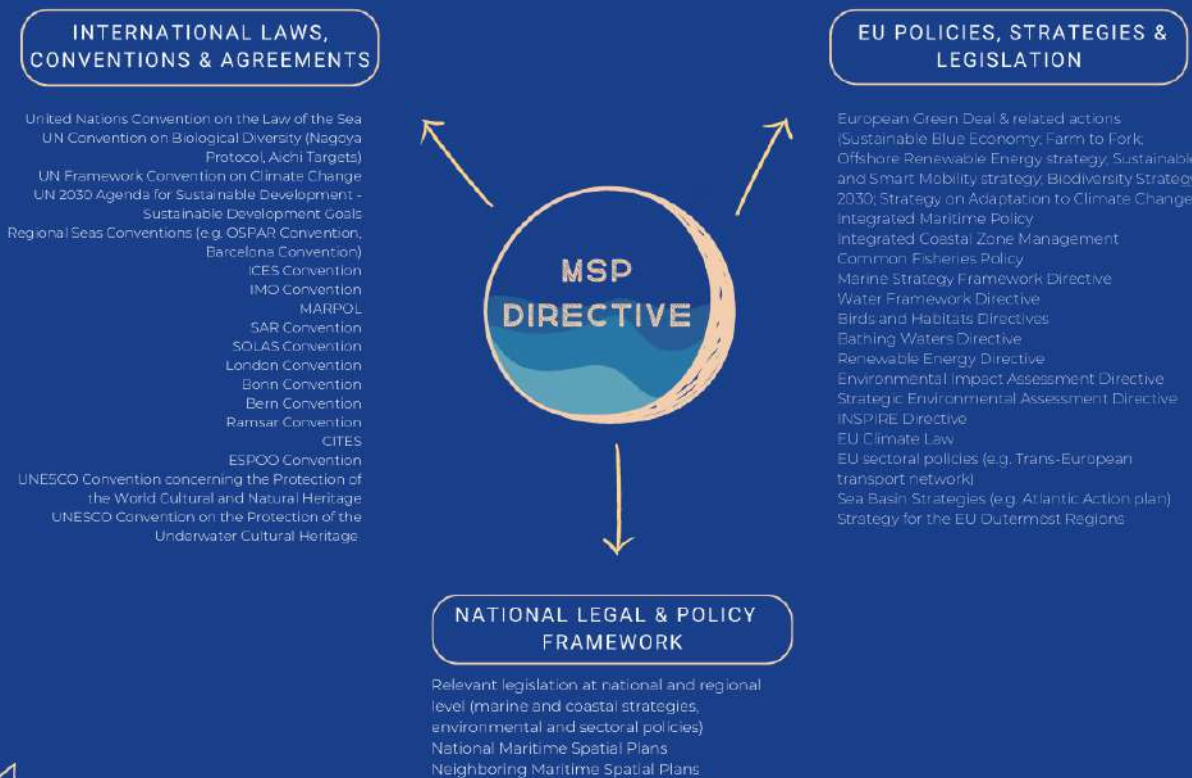 INTERNATIONAL LAWS,
CONVENTIONS & AGREEMENTS
United Nations Convention on the Law of the Sea
UN Convention on Biological Diversity (Nagoya
Protocol, Aichi Targets)
UN Framework Convention on Climate Change
UN 2030 Agenda for Sustainable Development -
Sustainable Development Goals
Regional Seas Conventions (e.g. OSPAR Convention,
Barcelona Convention)
ICES Convention
IMO Convention
MARPOL
SAR Convention
SOLAS Convention
London Convention
Bonn Convention
Bern Convention
Ramsar Convention
CITES
ESPOO Convention
UNESCO Convention concerning the Protection of
the World Cultural and Natural Heritage
UNESCO Convention on the Protection of the
Underwater Cultural Heritage
MSP
DIRECTIVE
EU POLICIES, STRATEGIES &
LEGISLATION
European Green Deal & related actions
(Sustainable Blue Economy; Farm to Fork;
Offshore Renewable Energy strategy; Sustainable
and Smart Mobility strategy; Biodiversity Strategy
2030; Strategy on Adaptation to Climate Change
Integrated Maritime Policy
Integrated Coastal Zone Management
Common Fisheries Policy
Marine Strategy Framework Directive
Water Framework Directive
Birds and Habitats Directives
Bathing Waters Directive
Renewable Energy Directive
Environmental Impact Assessment Directive
Strategic Environmental Assessment Directive
INSPIRE Directive
EU Climate Law
EU sectoral policies (e.g. Trans-European
transport network)
Sea Basin Strategies (e.g. Atlantic Action plan)
Strategy for the EU Outermost Regions
NATIONAL LEGAL & POLICY
FRAMEWORK
Relevant legislation at national and regional
level (marine and coastal strategies,
environmental and sectoral policies)
National Maritime Spatial Plans
Neighboring Maritime Spatial Plans